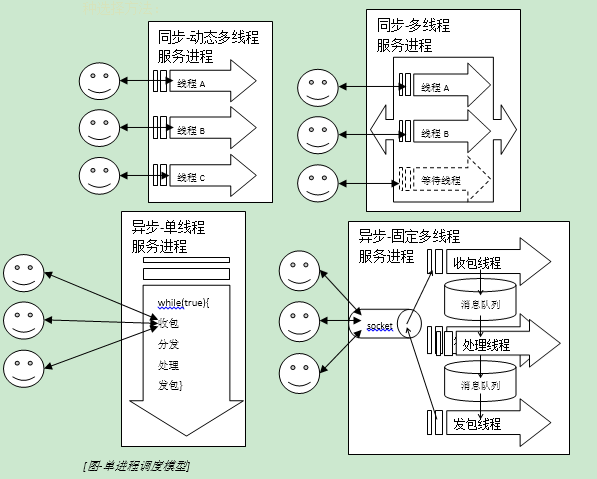 同步-动态多线程
服务进程
线程 A
线程 B
线程 C
同步-多线程
服务进程
线程 A
线程 B
等待线程
异步-单线程
服务进程
while(true){
收包
分发
处理
发包}
异步-固定多线程
服务进程
socket
收包线程
消息队列
处理线程
消息队列
发包线程
[图-单进程调度模型]